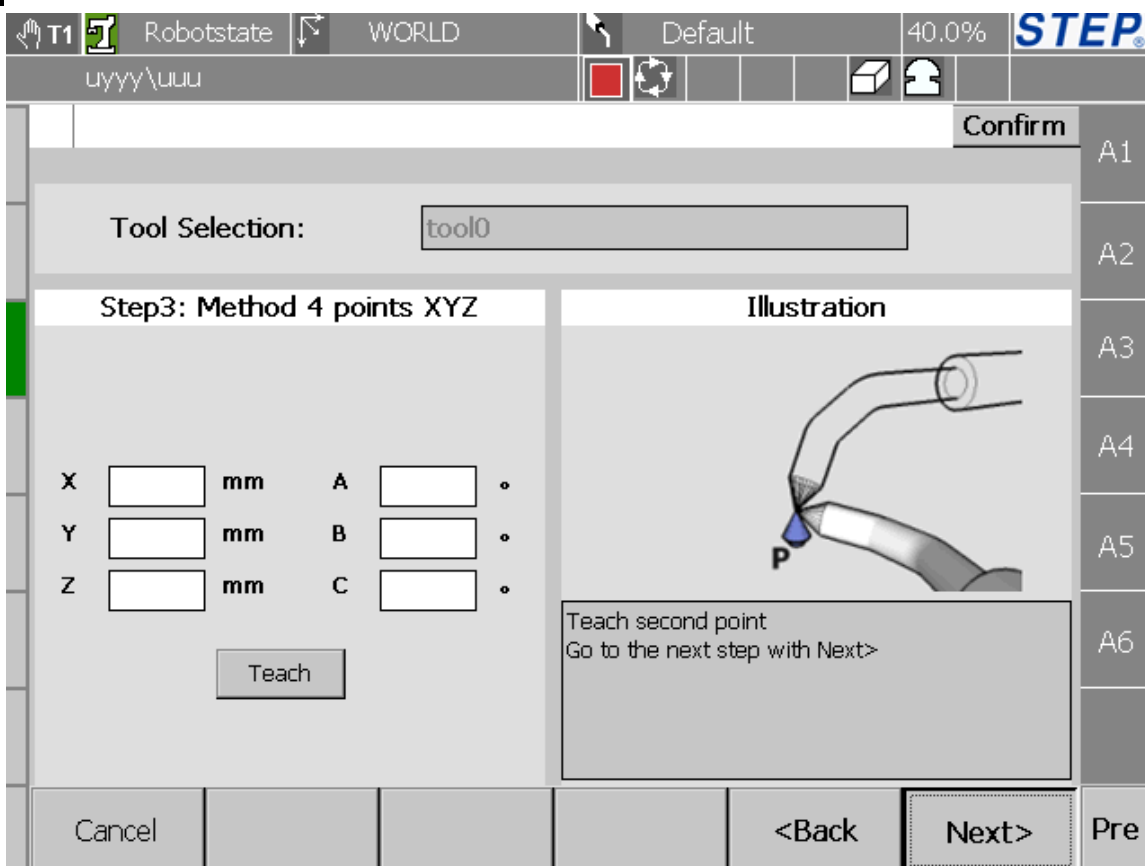 T1 Robotstate WORLD Default 40.0% STEP®
uyyy\uuu
Confirm
A1
Tool Selection: tool0
A2
Step3: Method 4 points XYZ
Illustration
A3
A4
X mm A °
Y mm B °
Z mm C °
P
A5
Teach second point
Go to the next step with Next>
A6
Teach
Cancel <Back Next> Pre